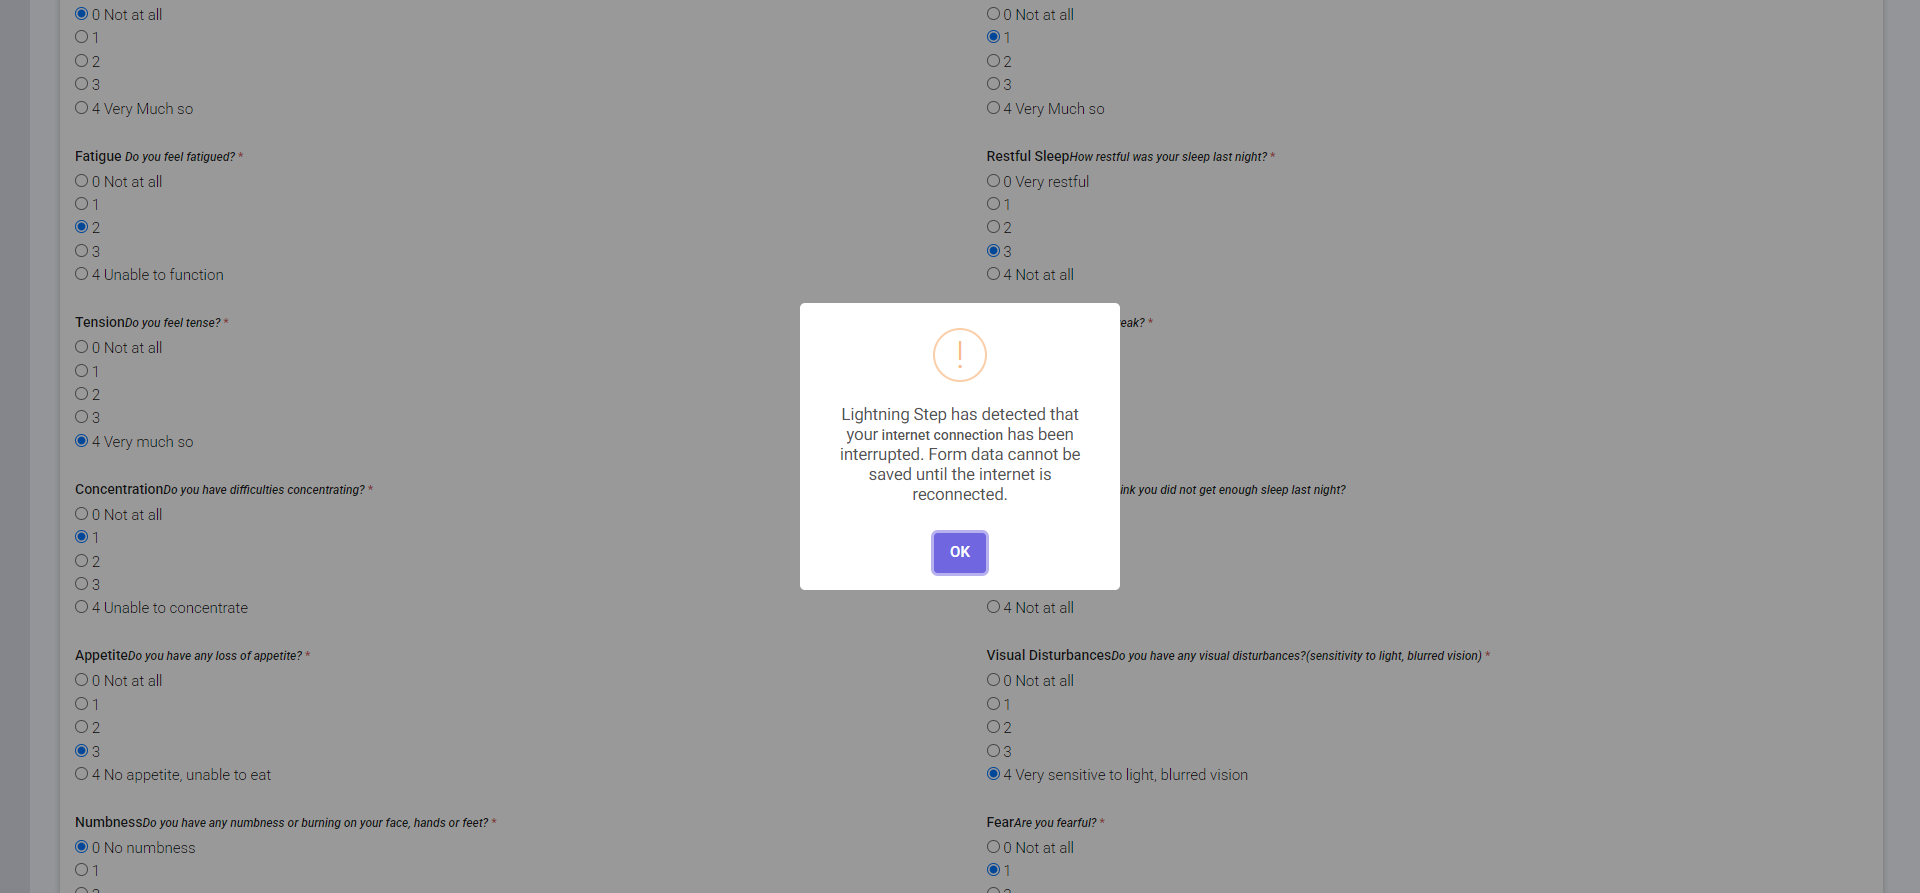 0 Not at all
1
2
3
4 Very Much so
Fatigue Do you feel fatigued? *
0 Not at all
1
2
3
4 Unable to function
TensionDo you feel tense? *
0 Not at all
1
2
3
4 Very much so
ConcentrationDo you have difficulties concentrating? *
0 Not at all
1
2
3
4 Unable to concentrate
AppetiteDo you have any loss of appetite? *
0 Not at all
1
2
3
4 No appetite, unable to eat
NumbnessDo you have any numbness or burning on your face, hands or feet? *
0 No numbness
1
0 Not at all
1
2
3
4 Very Much so
Restful SleepHow restful was your sleep last night? *
0 Very restful
1
2
3
4 Not at all
eak? *
ink you did not get enough sleep last night?
4 Not at all
Visual DisturbancesDo you have any visual disturbances?(sensitivity to light, blurred vision) *
0 Not at all
1
2
3
4 Very sensitive to light, blurred vision
FearAre you fearful? *
0 Not at all
1
Lightning Step has detected that
your internet connection has been
interrupted. Form data cannot be
saved until the internet is
reconnected.
OK